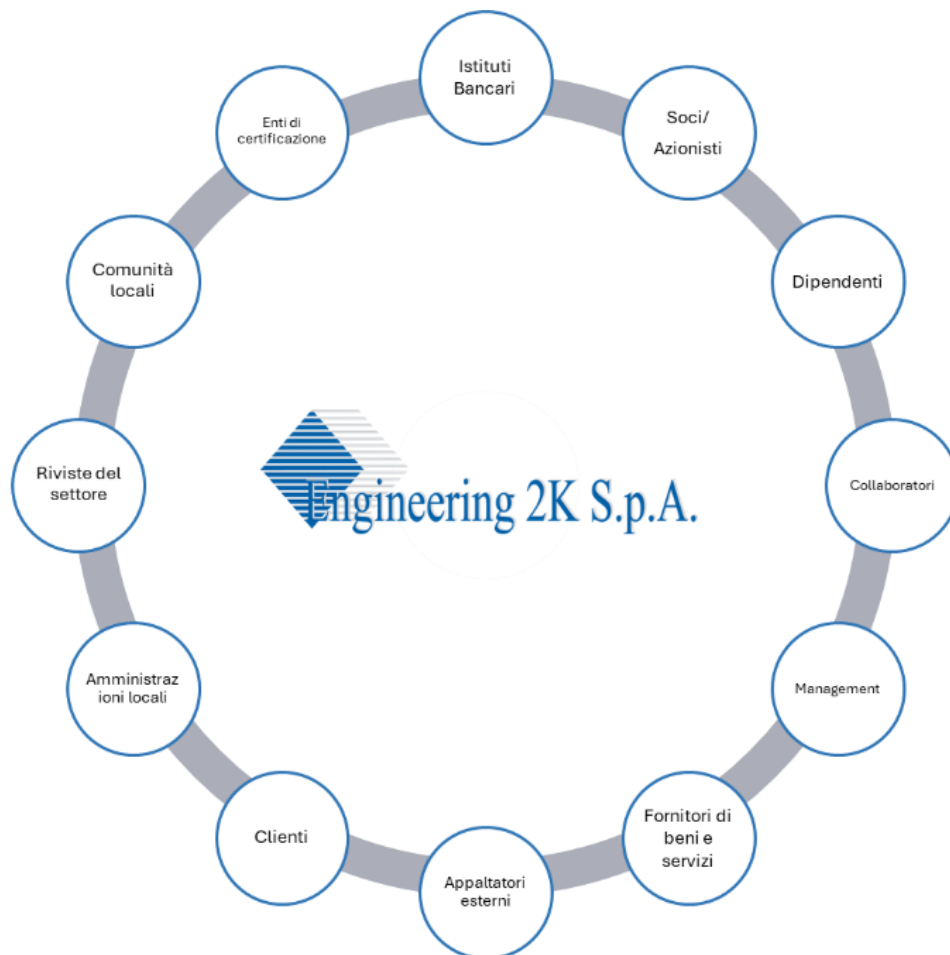 Istituti
Bancari
Soci/
Azionisti
Dipendenti
Collaboratori
Management
Fornitori di
beni e
servizi
Appaltatori
esterni
Clienti
Amministraz
ioni locali
Riviste del
settore
Comunità
locali
Enti di
certificazione
Engineering 2K S.p.A.